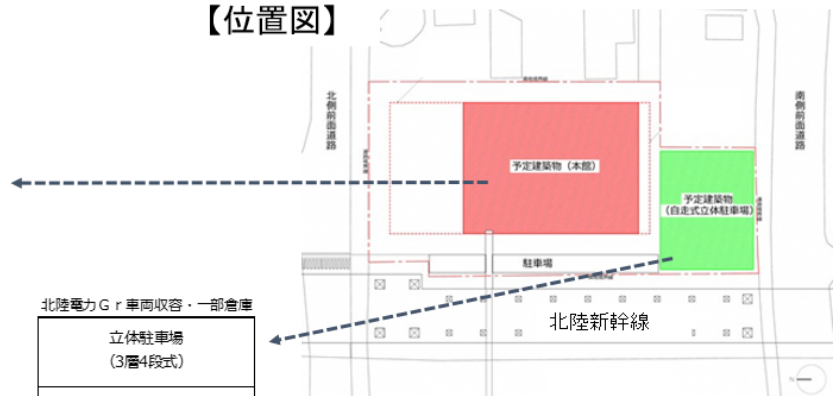 【位置図】
北側前面道路
南側前面道路
予定建築物（本館）
予定建築物
（自走式立体駐車場）
駐車場
北陸新幹線
北陸電力Ｇｒ車両収容・一部倉庫
立体駐車場
（3層4段式）